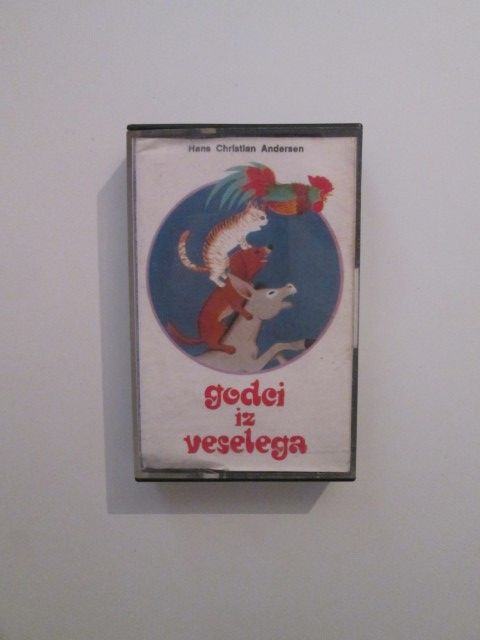 Hans Christian Andersen
godci
iz
veselega